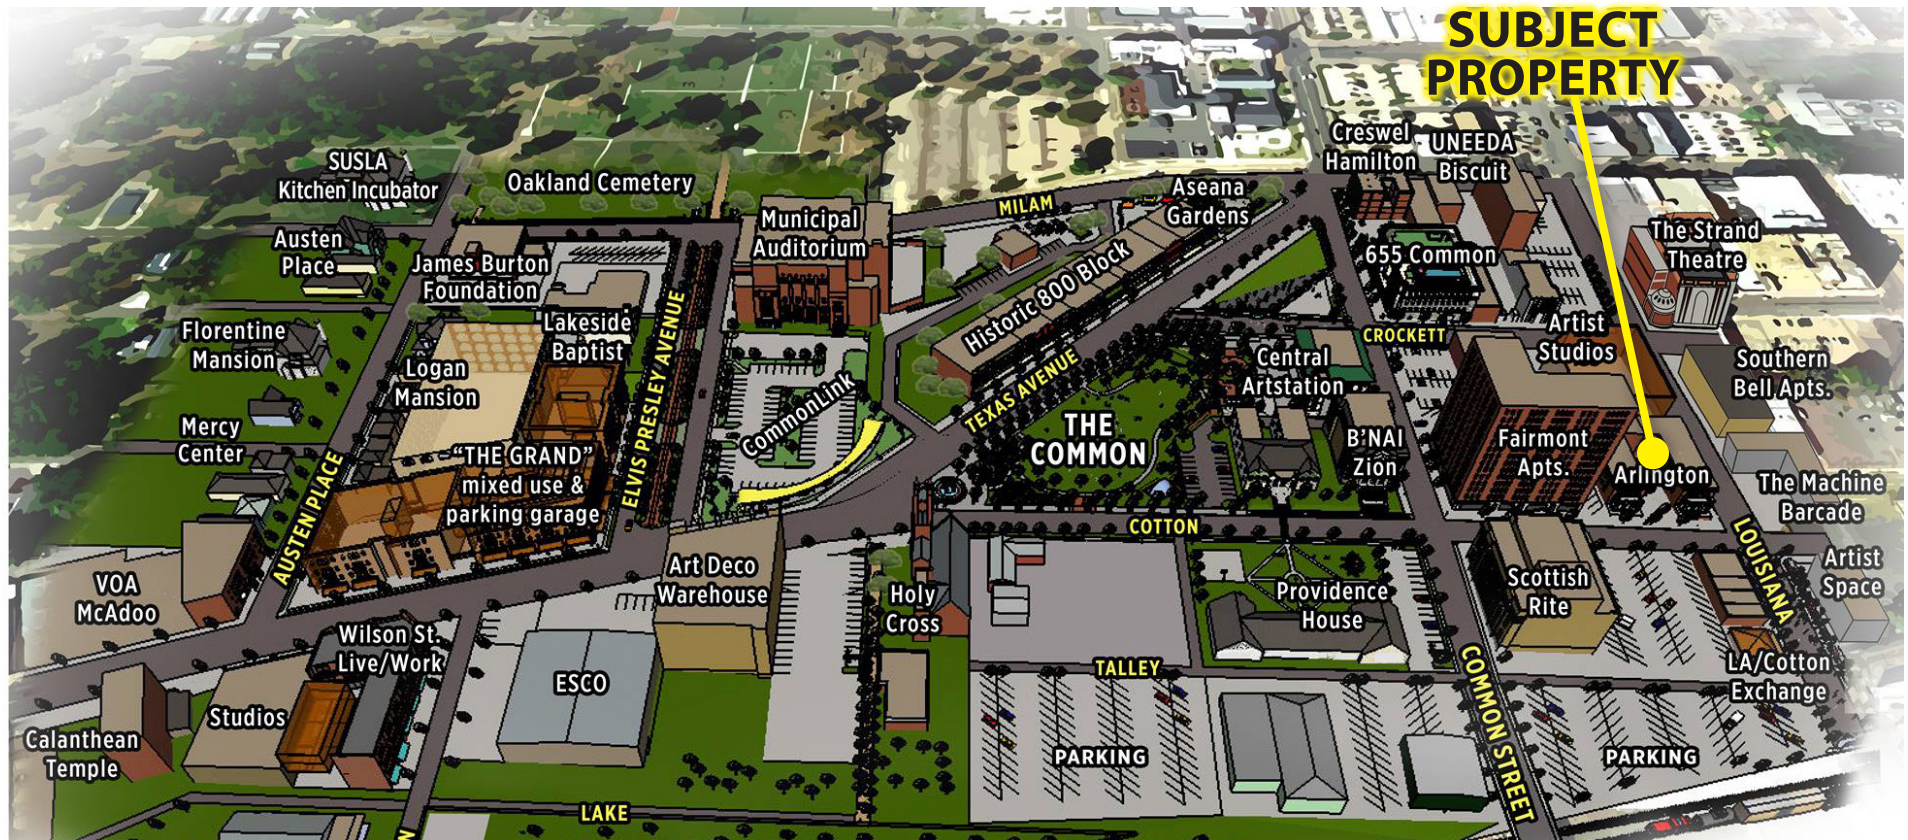 SUBJECT
PROPERTY
Creswel
Hamilton
UNEEDA
Biscuit
SUSLA
Kitchen Incubator
Oakland Cemetery
Aseana
Gardens
MILAM
Municipal
Auditorium
Austen
Place
James Burton
Foundation
Historic 800 Block
655 Common
The Strand
Theatre
Florentine
Mansion
Lakeside
Baptist
ELVIS PRESLEY AVENUE
CROCKETT
Artist
Studios
Logan
Mansion
CommonLink
TEXAS AVENUE
Central
Artstation
Southern
Bell Apts.
Mercy
Center
"THE GRAND"
mixed use &
parking garage
THE
COMMON
B'NAI
Zion
Fairmont
Apts.
Arlington
The Machine
Barcade
AUSTEN PLACE
COTTON
LOUISIANA
VOA
McAdoo
Art Deco
Warehouse
Holy
Cross
Providence
House
Scottish
Rite
Artist
Space
Wilson St.
Live/Work
ESCO
TALLEY
COMMON STREET
LA/Cotton
Exchange
Studios
Calanthean
Temple
PARKING
PARKING
LAKE